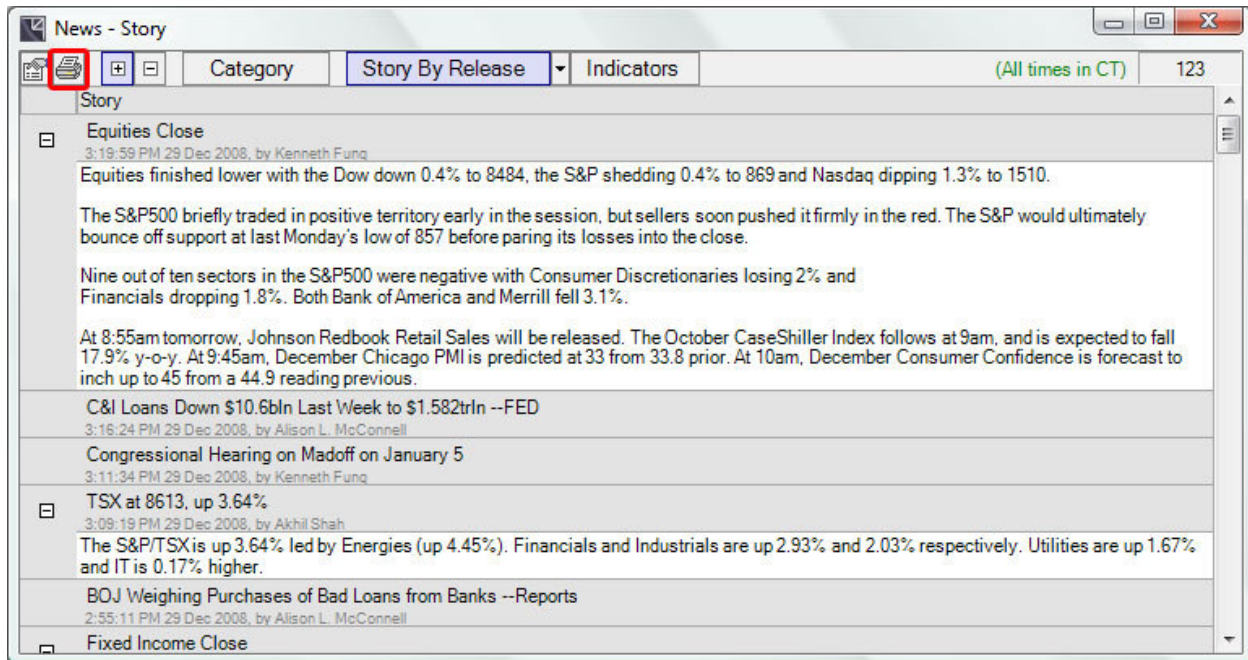 News - Story
Category
Story By Release
Indicators
(All times in CT)
123
Story
Equities Close
3:19:59 PM 29 Dec 2008, by Kenneth Fung
Equities finished lower with the Dow down 0.4% to 8484, the S&P shedding 0.4% to 869 and Nasdaq dipping 1.3% to 1510.
The S&P500 briefly traded in positive territory early in the session, but sellers soon pushed it firmly in the red. The S&P would ultimately
bounce off support at last Monday's low of 857 before paring its losses into the close.
Nine out of ten sectors in the S&P500 were negative with Consumer Discretionaries losing 2% and
Financials dropping 1.8%. Both Bank of America and Merrill fell 3.1%.
At 8:55am tomorrow, Johnson Redbook Retail Sales will be released. The October CaseShiller Index follows at 9am, and is expected to fall
17.9% y-o-y. At 9:45am, December Chicago PMI is predicted at 33 from 33.8 prior. At 10am, December Consumer Confidence is forecast to
inch up to 45 from a 44.9 reading previous.
C&I Loans Down $10.6bln Last Week to $1.582trln --FED
3:16:24 PM 29 Dec 2008, by Alison L. McConnell
Congressional Hearing on Madoff on January 5
3:11:34 PM 29 Dec 2008, by Kenneth Fung
TSX at 8613, up 3.64%
3:09:19 PM 29 Dec 2008, by Akhil Shah
The S&P/TSX is up 3.64% led by Energies (up 4.45%). Financials and Industrials are up 2.93% and 2.03% respectively. Utilities are up 1.67%
and IT is 0.17% higher.
BOJ Weighing Purchases of Bad Loans from Banks --Reports
2:55:11 PM 29 Dec 2008, by Alison L. McConnell
Fixed Income Close